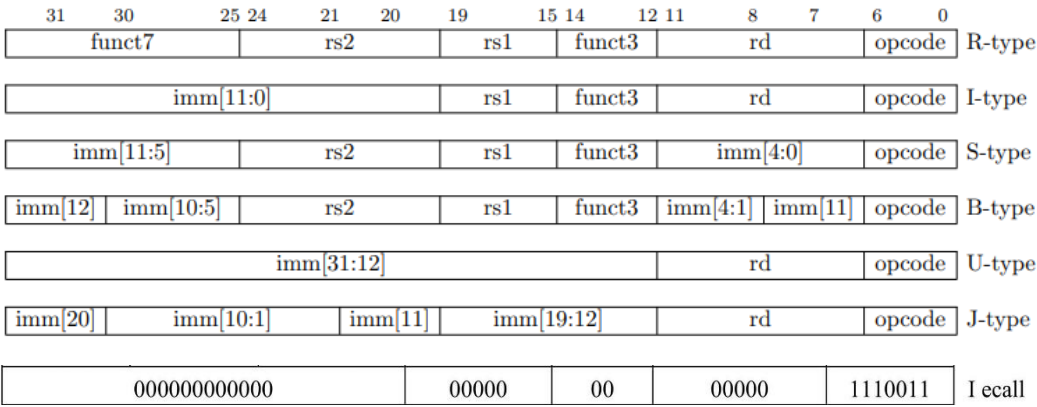 31 30 25 24 21 20 19 15 14 12 11 8 7 6 0
funct7 rs2 rs1 funct3 rd opcode R-type
imm[11:0] rs1 funct3 rd opcode I-type
imm[11:5] rs2 rs1 funct3 imm[4:0] opcode S-type
imm[12] imm[10:5] rs2 rs1 funct3 imm[4:1] imm[11] opcode B-type
imm[31:12] rd opcode U-type
imm[20] imm[10:1] imm[11] imm[19:12] rd opcode J-type
000000000000 00000 00 00000 1110011 I ecall